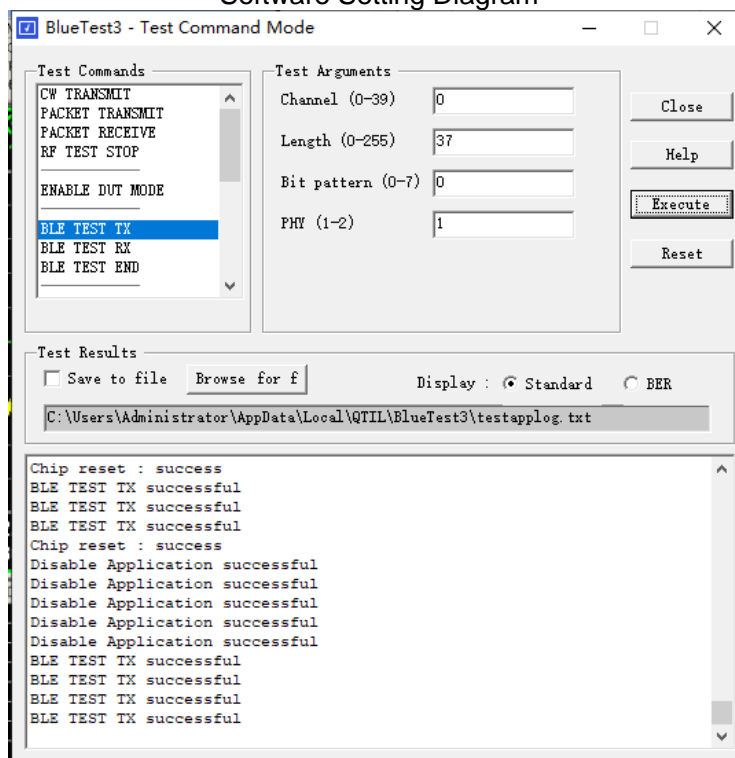 Software Setting Diagram
BlueTest3 - Test Command Mode
Test Commands
CW TRANSMIT
PACKET TRANSMIT
PACKET RECEIVE
RF TEST STOP
ENABLE DUT MODE
BLE TEST TX
BLE TEST RX
BLE TEST END
Test Arguments
Channel (0-39) 0
Length (0-255) 37
Bit pattern (0-7) 0
PHY (1-2) 1
Close
Help
Execute
Reset
Test Results
Save to file Browse for f Display : Standard BER
C:\Users\Administrator\AppData\Local\QTIL\BlueTest3\testapplog.txt
Chip reset : success
BLE TEST TX successful
BLE TEST TX successful
BLE TEST TX successful
Chip reset : success
Disable Application successful
Disable Application successful
Disable Application successful
Disable Application successful
Disable Application successful
BLE TEST TX successful
BLE TEST TX successful
BLE TEST TX successful
BLE TEST TX successful